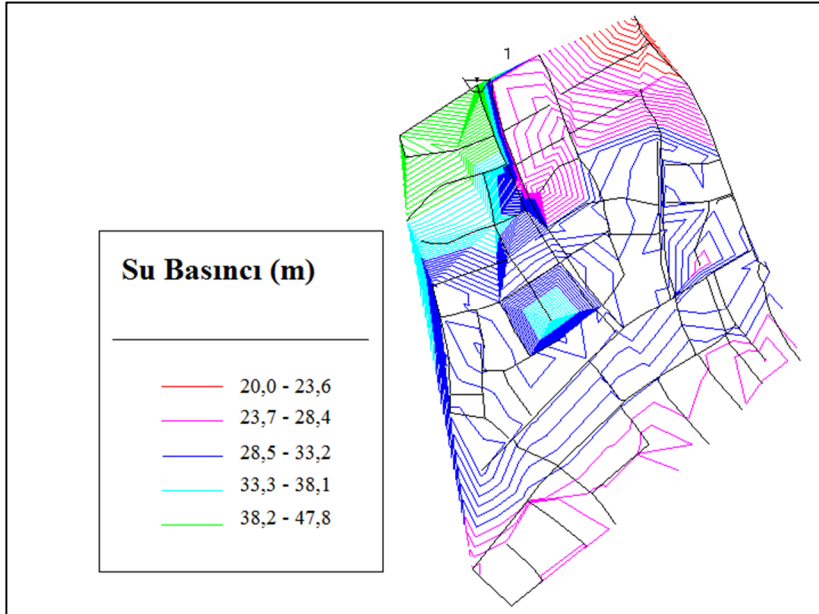 1
Su Basıncı (m)
20,0 - 23,6
23,7 - 28,4
28,5 - 33,2
33,3 - 38,1
38,2 - 47,8